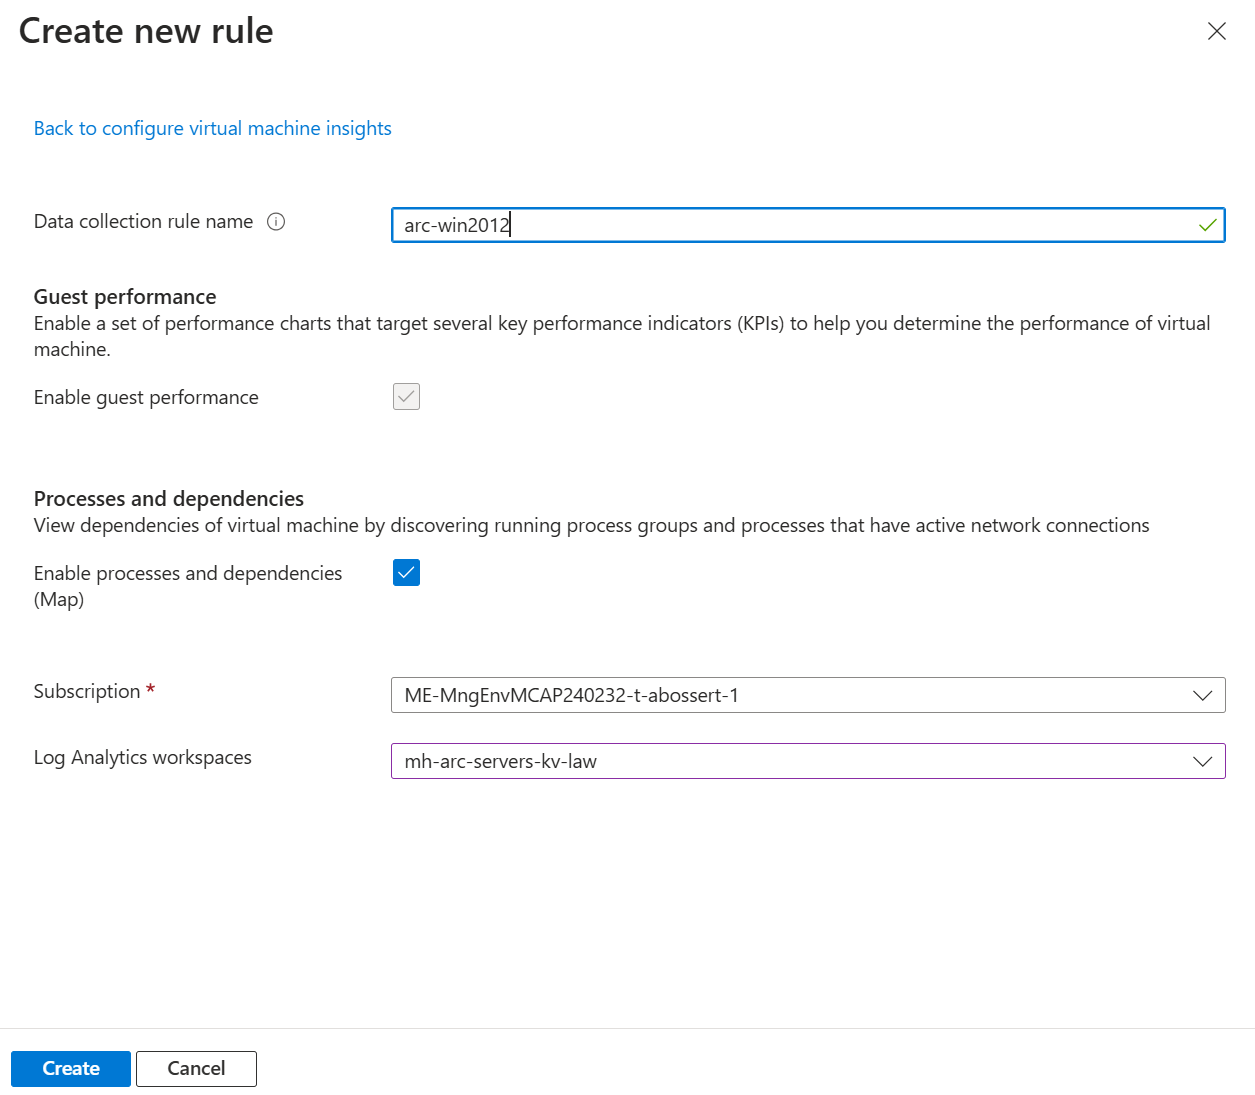 Create new rule
Back to configure virtual machine insights
Data collection rule name
arc-win2012
Guest performance
Enable a set of performance charts that target several key performance indicators (KPIs) to help you determine the performance of virtual
machine.
Enable guest performance
Processes and dependencies
View dependencies of virtual machine by discovering running process groups and processes that have active network connections
Enable processes and dependencies
(Map)
Subscription *
ME-MngEnvMCAP240232-t-abossert-1
Log Analytics workspaces
mh-arc-servers-kv-law
Create
Cancel